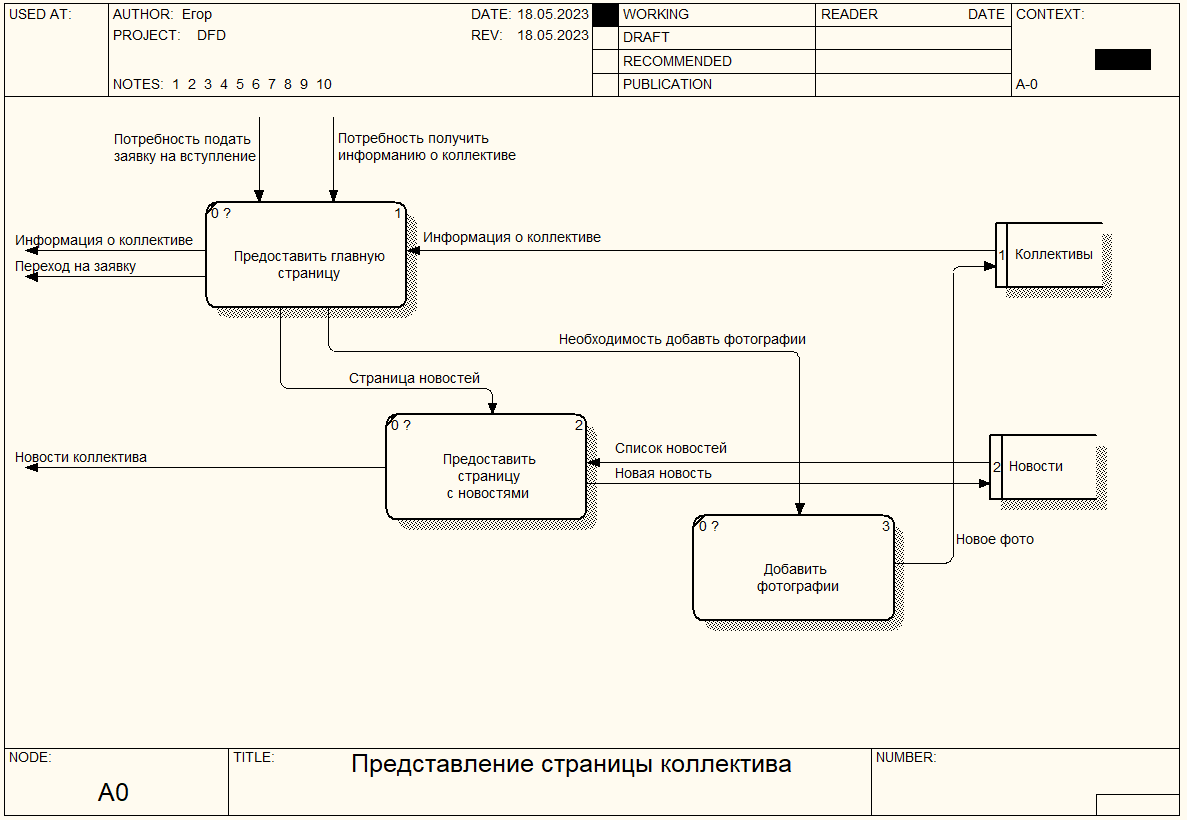 USED AT:
AUTHOR: Егор
DATE: 18.05.2023
WORKING
READER
DATE
CONTEXT:
PROJECT: DFD
REV: 18.05.2023
DRAFT
RECOMMENDED
NOTES: 1 2 3 4 5 6 7 8 9 10
PUBLICATION
A-0
Потребность подать
заявку на вступление
Потребность получить
информанию о коллективе
0 ?
1
Предоставить главную
страницу
Информация о коллективе
Переход на заявку
Информация о коллективе
1
Коллективы
Необходимость добавть фотографии
Страница новостей
0 ?
2
Предоставить
страницу
с новостями
Новости коллектива
Список новостей
Новая новость
2
Новости
0 ?
3
Добавить
фотографии
Новое фото
NODE:
A0
TITLE:
Представление страницы коллектива
NUMBER: